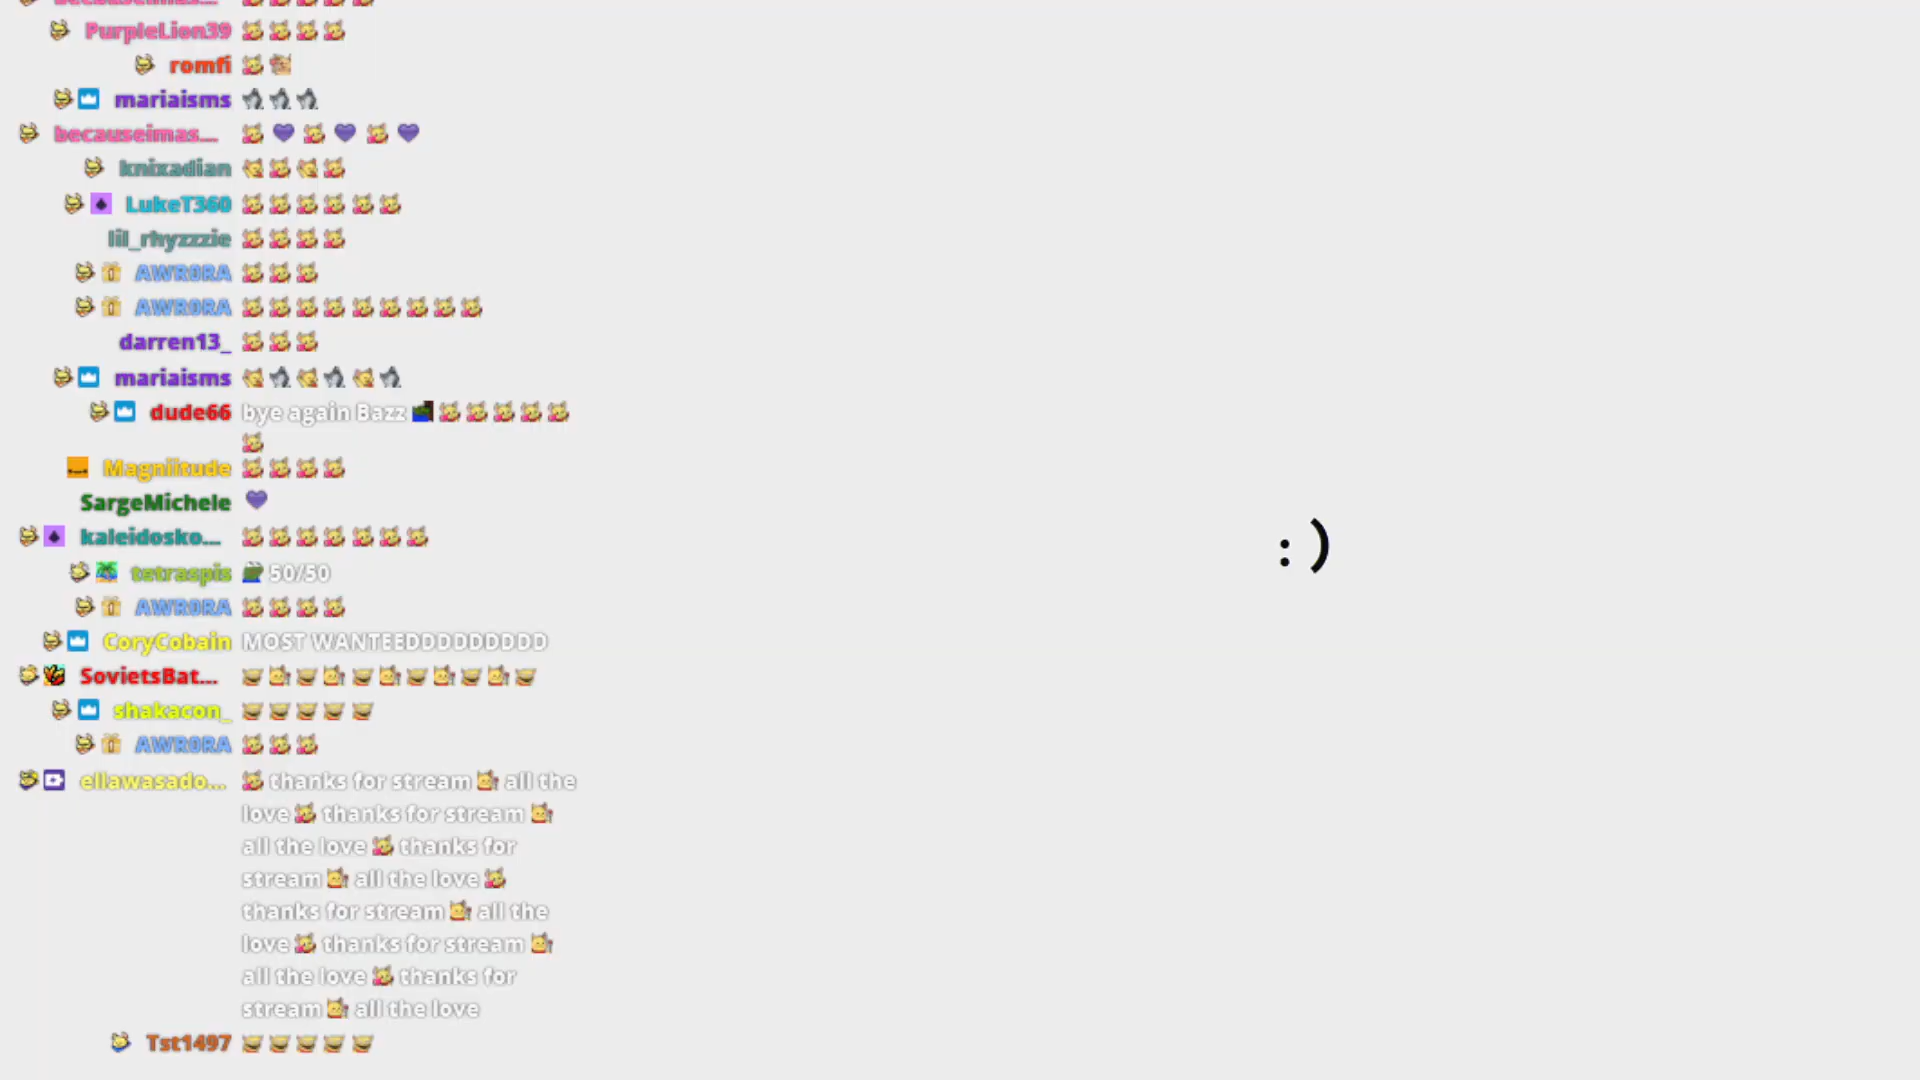 PurpleLion39
romfi
mariaisms
becauseimas...
knixadian
LukeT360
lil_rhyzzzie
AWR0RA
AWR0RA
darren13_
mariaisms
dude66 bye again Bazz
Magniitude
SargeMichele
kaleidosko...
tetraspis 50/50
AWR0RA
CoryCobain MOST WANTEEDDDDDDDDD
SovietsBat...
shakacon_
AWR0RA
ellawasado... thanks for stream all the
love thanks for stream
all the love thanks for
stream all the love
thanks for stream all the
love thanks for stream
all the love thanks for
stream all the love
Tst1497
: )